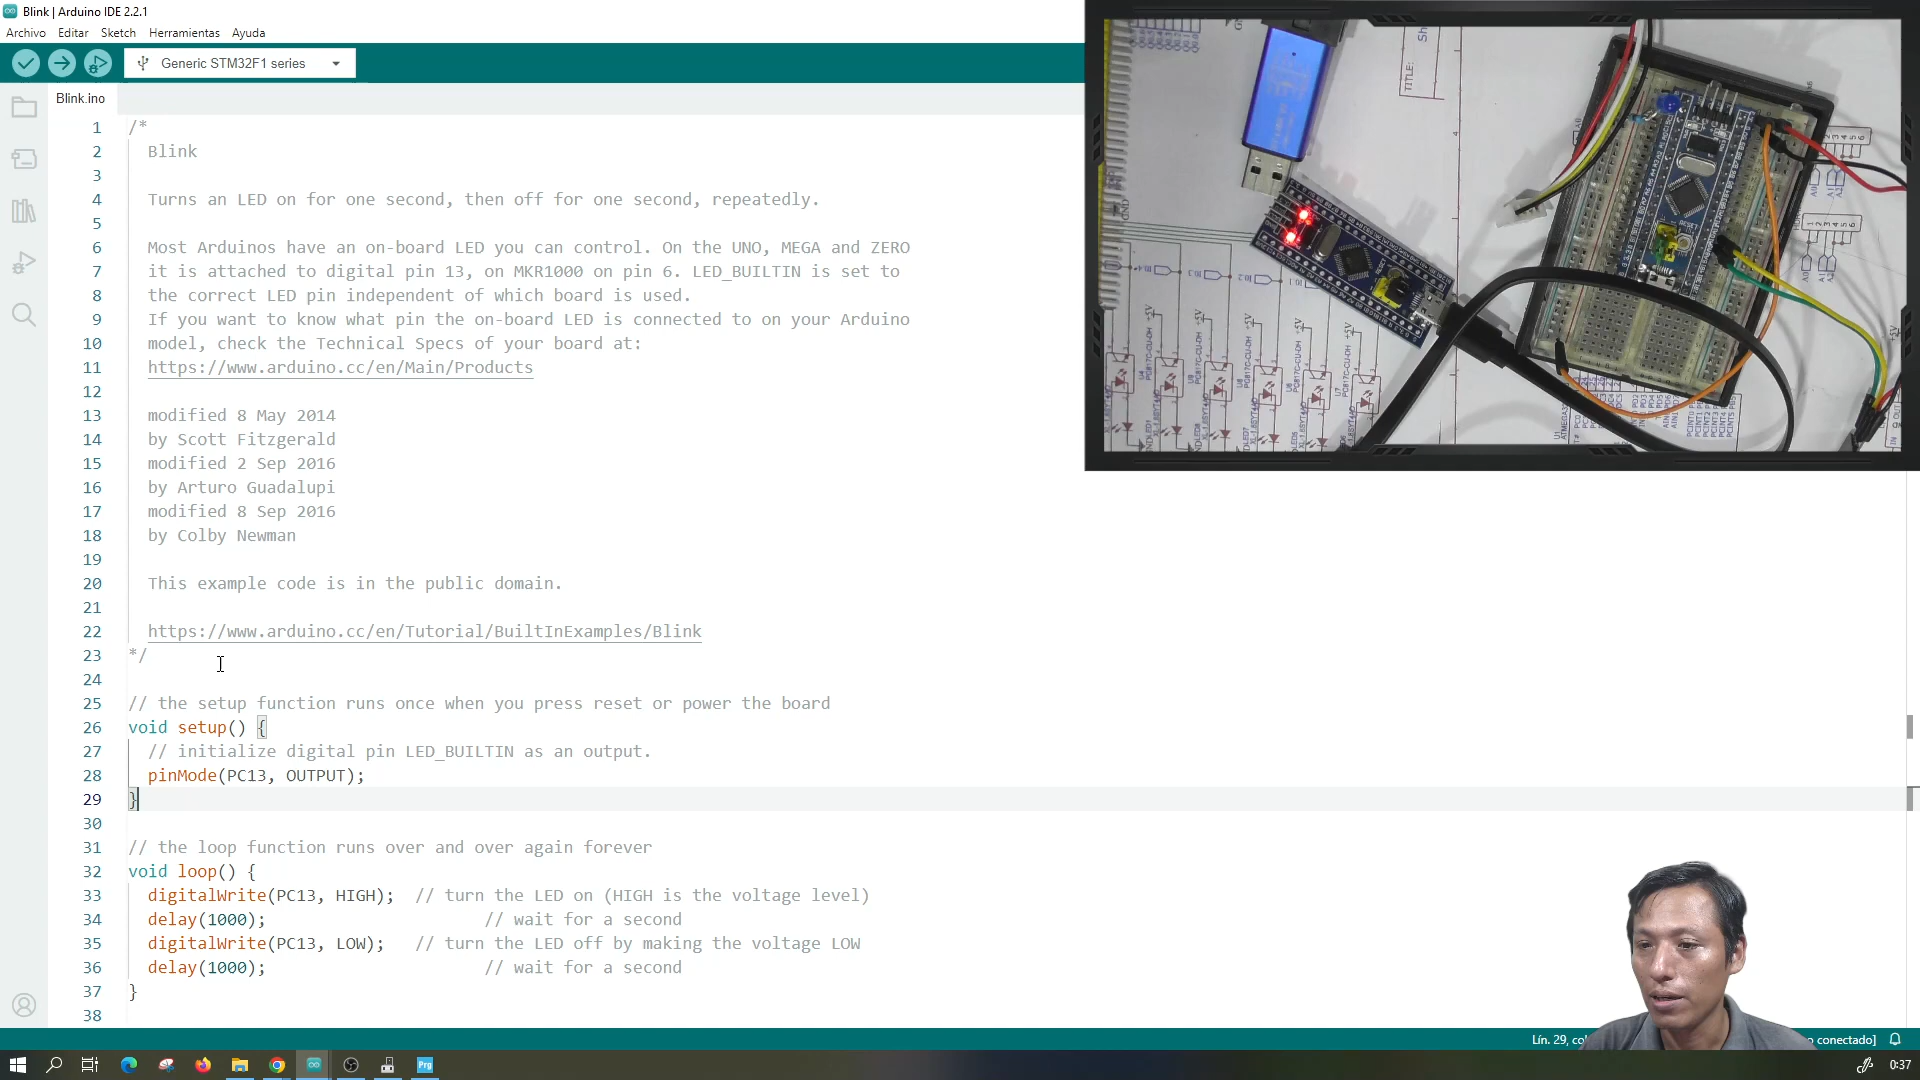 Blink | Arduino IDE 2.2.1
Archivo Editar Sketch Herramientas Ayuda
Generic STM32F1 series
Blink.ino
1 /*
2 Blink
3
4 Turns an LED on for one second, then off for one second, repeatedly.
5
6 Most Arduinos have an on-board LED you can control. On the UNO, MEGA and ZERO
7 it is attached to digital pin 13, on MKR1000 on pin 6. LED_BUILTIN is set to
8 the correct LED pin independent of which board is used.
9 If you want to know what pin the on-board LED is connected to on your Arduino
10 model, check the Technical Specs of your board at:
11 https://www.arduino.cc/en/Main/Products
12
13 modified 8 May 2014
14 by Scott Fitzgerald
15 modified 2 Sep 2016
16 by Arturo Guadalupi
17 modified 8 Sep 2016
18 by Colby Newman
19
20 This example code is in the public domain.
21
22 https://www.arduino.cc/en/Tutorial/BuiltInExamples/Blink
23 */
24
25 // the setup function runs once when you press reset or power the board
26 void setup() {
27 // initialize digital pin LED_BUILTIN as an output.
28 pinMode(PC13, OUTPUT);
29 }
30
31 // the loop function runs over and over again forever
32 void loop() {
33 digitalWrite(PC13, HIGH); // turn the LED on (HIGH is the voltage level)
34 delay(1000); // wait for a second
35 digitalWrite(PC13, LOW); // turn the LED off by making the voltage LOW
36 delay(1000); // wait for a second
37 }
38
TITLE:
+5V
+5V
+5V
+5V
+5V
RESET
Lín. 29, co
conectado]
Prg
0:37